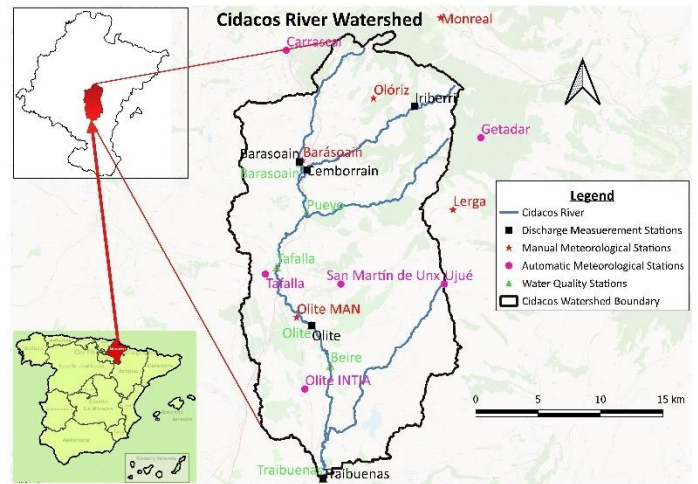 Cidacos River Watershed
Monreal
Carrascal
Olóriz
Iriberri
Getadar
Barasoain
Barásoain
Barasoain
Cemborrain
Pueyo
Lerga
Legend
Cidacos River
Discharge Measuerement Stations
Manual Meteorological Stations
Automatic Meteorological Stations
Water Quality Stations
Cidacos Watershed Boundary
Tafalla
Tafalla
San Martín de Unx
Ujué
Olite MAN
Olite
Olite
Beire
Olite INTIA
0 5 10 15 km
Traibuenas
Traibuenas